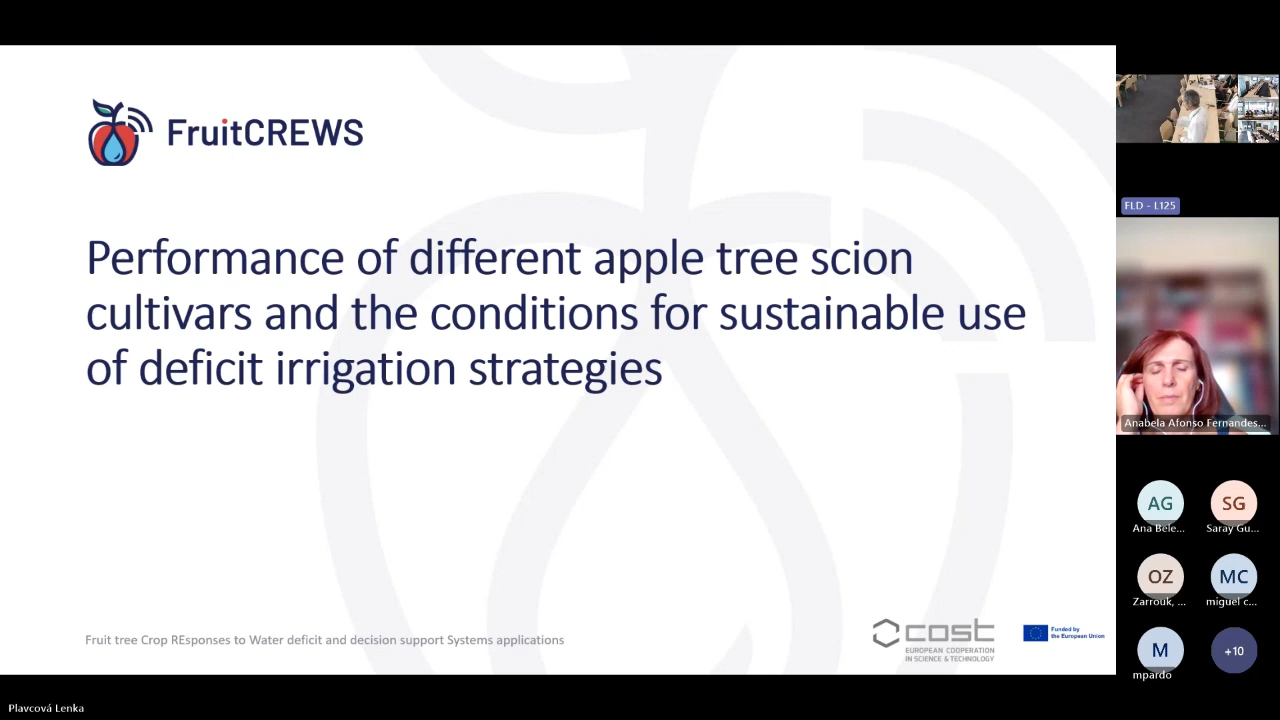 FruitCREWS
Performance of different apple tree scion
cultivars and the conditions for sustainable use
of deficit irrigation strategies
Fruit tree Crop REsponses to Water deficit and decision support Systems applications
cost
EUROPEAN COOPERATION
IN SCIENCE & TECHNOLOGY
Funded by
the European Union
FLD - L125
Anabela Afonso Fernandes...
AG
SG
Ana Bele...
Saray Gu...
OZ
MC
Zarrouk, ...
miguel c...
M
+10
mpardo
Plavcová Lenka